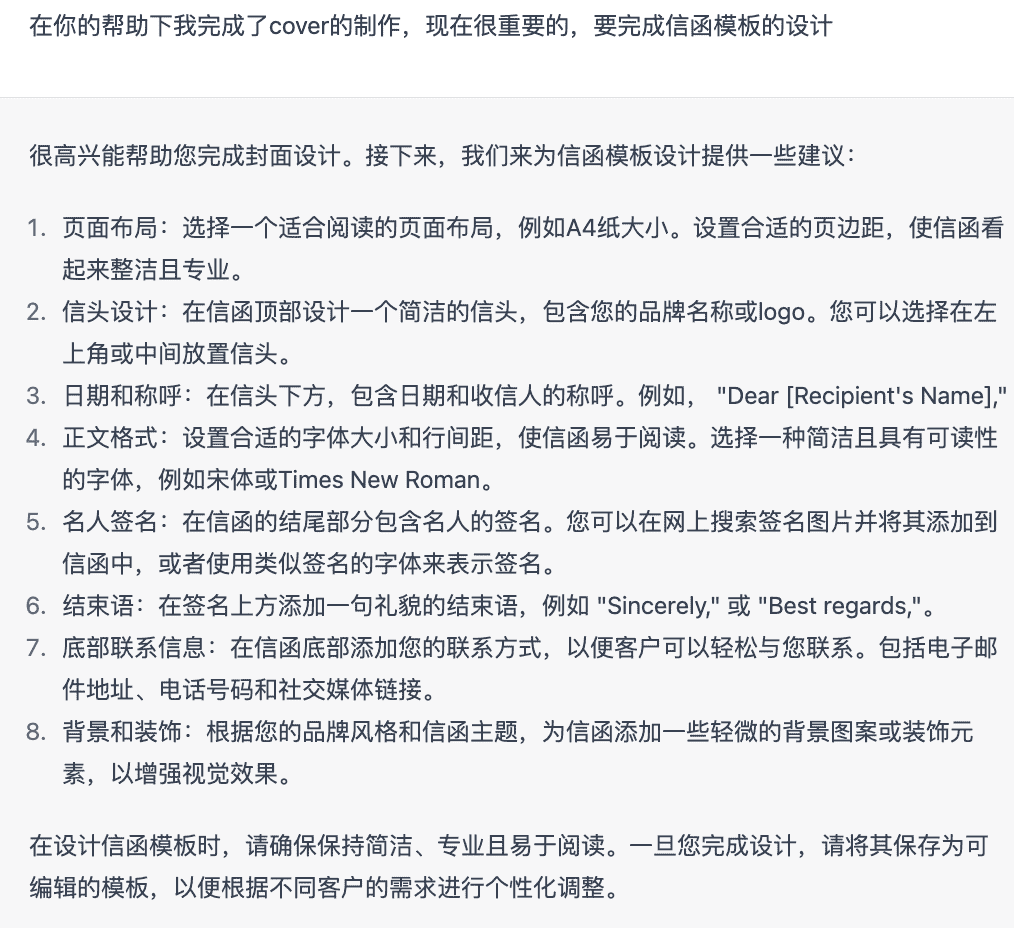 在你的帮助下我完成了cover的制作，现在很重要的，要完成信函模板的设计
很高兴能帮助您完成封面设计。接下来，我们来为信函模板设计提供一些建议：
1. 页面布局：选择一个适合阅读的页面布局，例如A4纸大小。设置合适的页边距，使信函看
起来整洁且专业。
2. 信头设计：在信函顶部设计一个简洁的信头，包含您的品牌名称或logo。您可以选择在左
上角或中间放置信头。
3. 日期和称呼：在信头下方，包含日期和收信人的称呼。例如， "Dear [Recipient's Name],"
4. 正文格式：设置合适的字体大小和行间距，使信函易于阅读。选择一种简洁且具有可读性
的字体，例如宋体或Times New Roman。
5. 名人签名：在信函的结尾部分包含名人的签名。您可以在网上搜索签名图片并将其添加到
信函中，或者使用类似签名的字体来表示签名。
6. 结束语：在签名上方添加一句礼貌的结束语，例如 "Sincerely," 或 "Best regards,"。
7. 底部联系信息：在信函底部添加您的联系方式，以便客户可以轻松与您联系。包括电子邮
件地址、电话号码和社交媒体链接。
8. 背景和装饰：根据您的品牌风格和信函主题，为信函添加一些轻微的背景图案或装饰元
素，以增强视觉效果。
在设计信函模板时，请确保保持简洁、专业且易于阅读。一旦您完成设计，请将其保存为可
编辑的模板，以便根据不同客户的需求进行个性化调整。